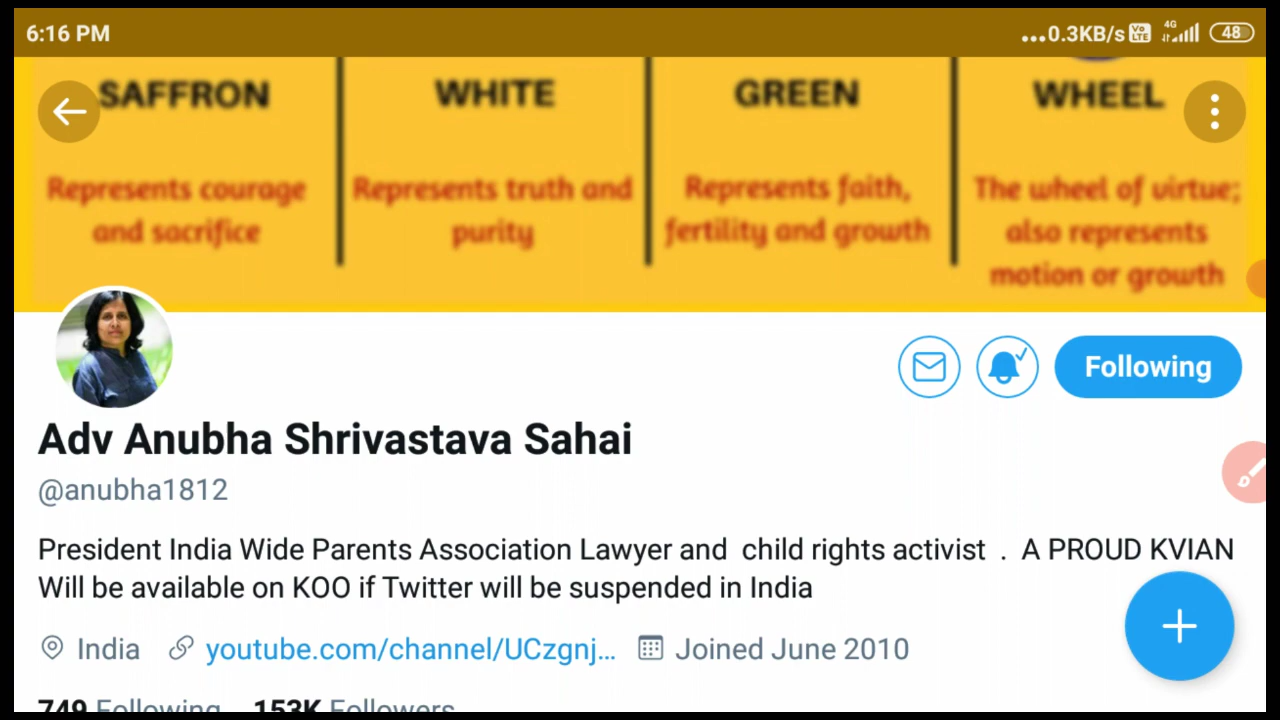 6:16 PM
...0.3KB/s Vo LTE 4G 48
SAFFRON WHITE GREEN WHEEL
Represents courage and sacrifice
Represents truth and purity
Represents faith, fertility and growth
The wheel of virtue; also represents motion or growth
Following
Adv Anubha Shrivastava Sahai
@anubha1812
President India Wide Parents Association Lawyer and child rights activist . A PROUD KVIAN
Will be available on KOO if Twitter will be suspended in India
India youtube.com/channel/UCzgnj... Joined June 2010
749 Following 153K Followers